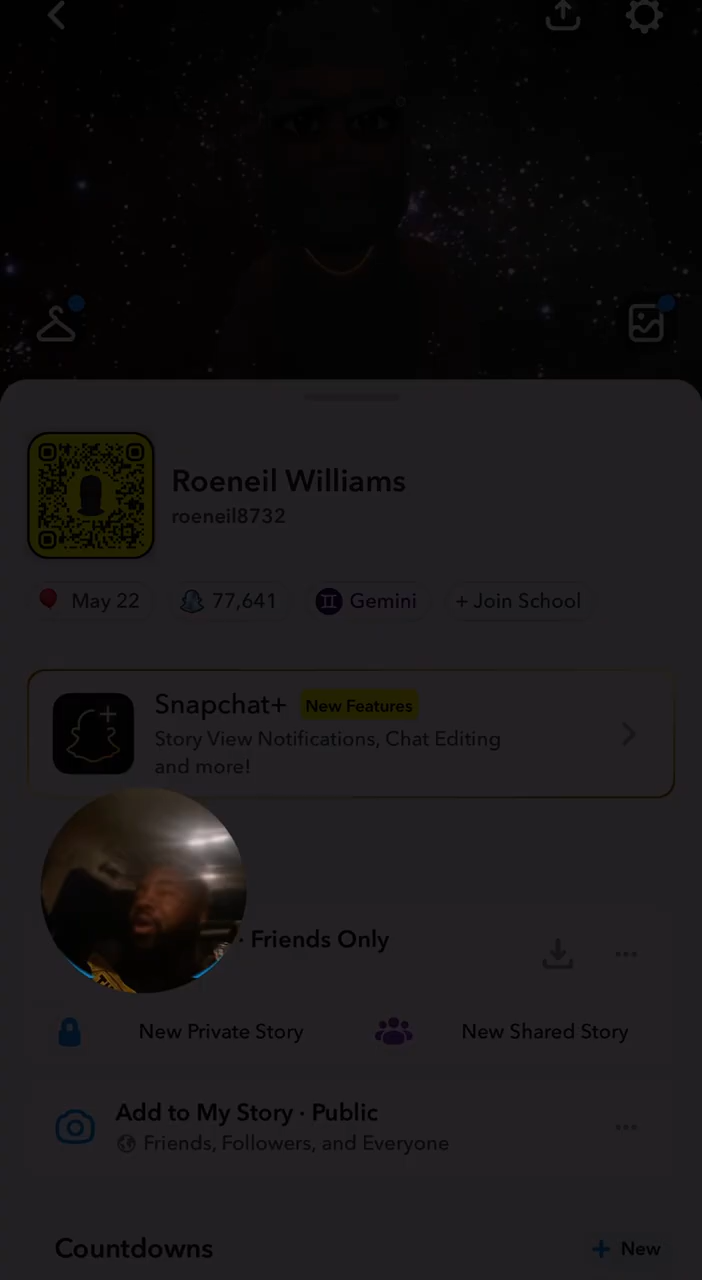 Roeneil Williams
roeneil8732
May 22
77,641
Gemini
+ Join School
Snapchat+ New Features
Story View Notifications, Chat Editing
and more!
· Friends Only
New Private Story
New Shared Story
Add to My Story · Public
Friends, Followers, and Everyone
Countdowns
+ New